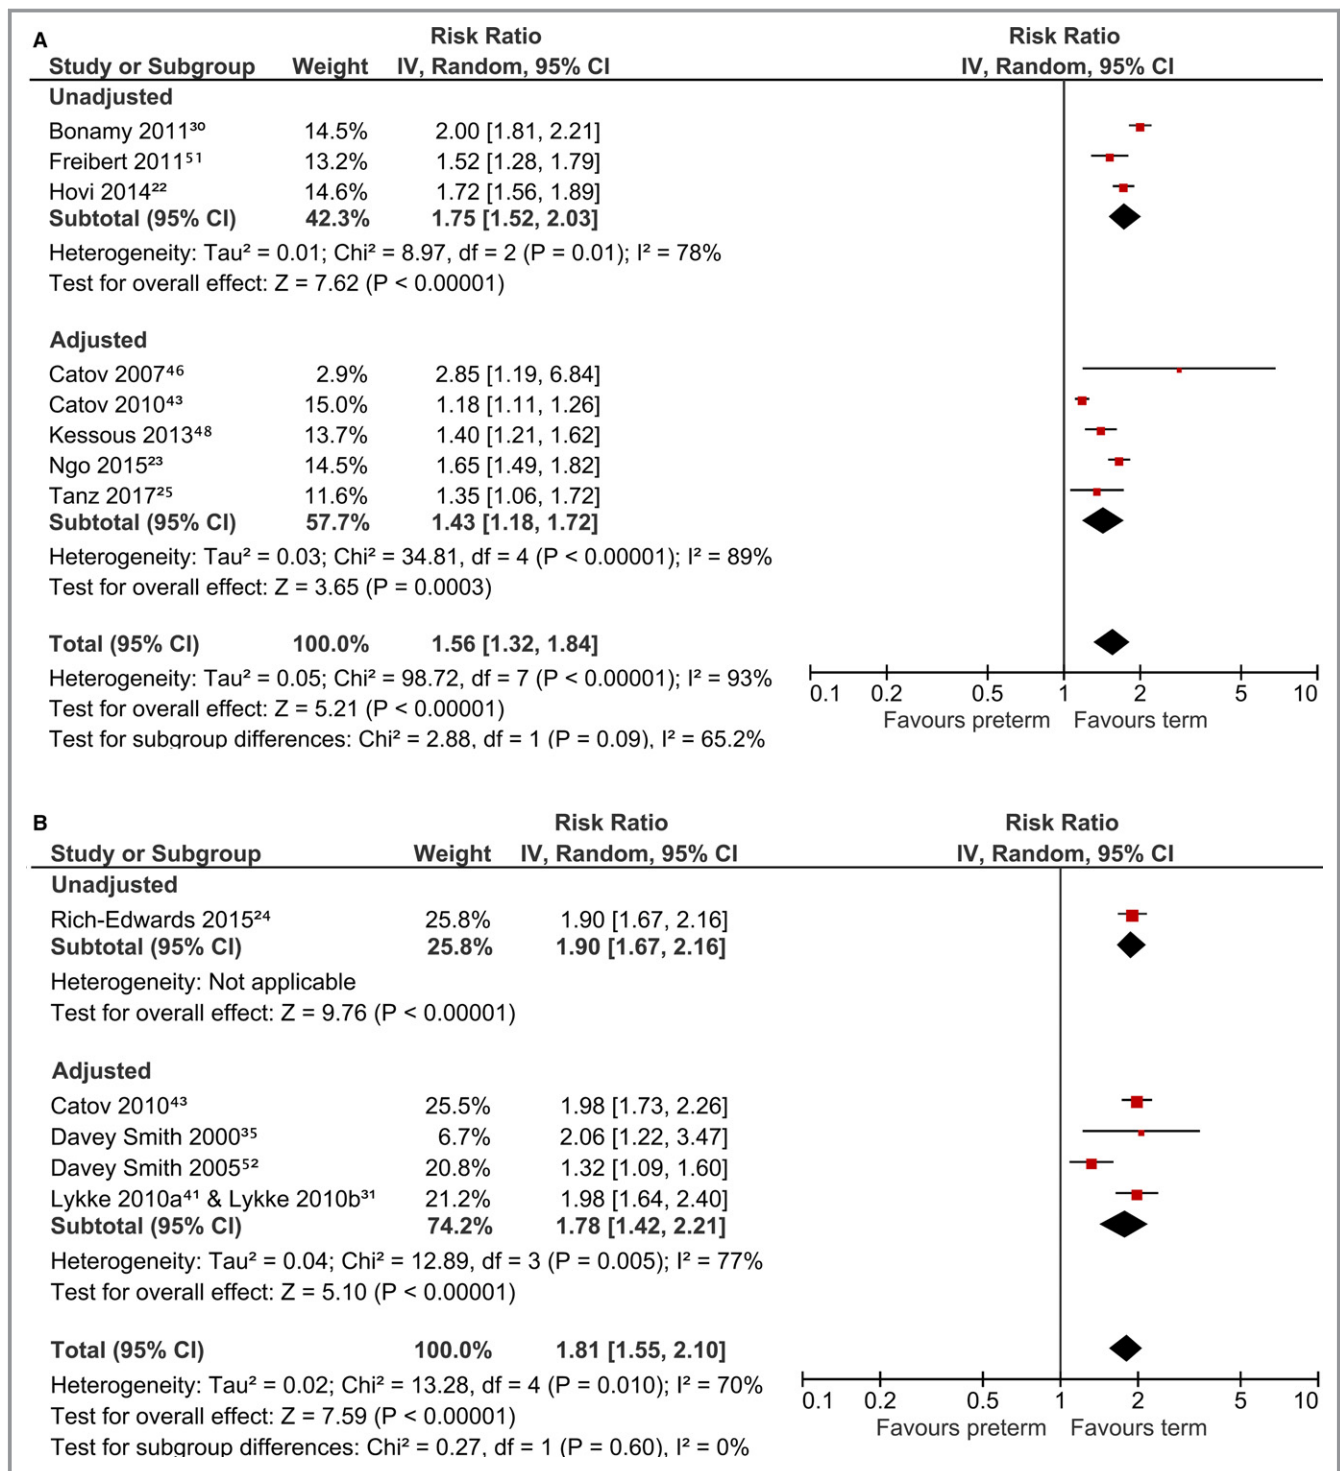 A
Risk Ratio Risk Ratio
Study or Subgroup Weight IV, Random, 95% CI IV, Random, 95% CI
Unadjusted
Bonamy 2011³⁰ 14.5% 2.00 [1.81, 2.21]
Freibert 2011⁵¹ 13.2% 1.52 [1.28, 1.79]
Hovi 2014²² 14.6% 1.72 [1.56, 1.89]
Subtotal (95% CI) 42.3% 1.75 [1.52, 2.03]
Heterogeneity: Tau² = 0.01; Chi² = 8.97, df = 2 (P = 0.01); I² = 78%
Test for overall effect: Z = 7.62 (P < 0.00001)
Adjusted
Catov 2007⁴⁶ 2.9% 2.85 [1.19, 6.84]
Catov 2010⁴³ 15.0% 1.18 [1.11, 1.26]
Kessous 2013⁴⁸ 13.7% 1.40 [1.21, 1.62]
Ngo 2015²³ 14.5% 1.65 [1.49, 1.82]
Tanz 2017²⁵ 11.6% 1.35 [1.06, 1.72]
Subtotal (95% CI) 57.7% 1.43 [1.18, 1.72]
Heterogeneity: Tau² = 0.03; Chi² = 34.81, df = 4 (P < 0.00001); I² = 89%
Test for overall effect: Z = 3.65 (P = 0.0003)
Total (95% CI) 100.0% 1.56 [1.32, 1.84]
Heterogeneity: Tau² = 0.05; Chi² = 98.72, df = 7 (P < 0.00001); I² = 93%
0.1 0.2 0.5 1 2 5 10
Test for overall effect: Z = 5.21 (P < 0.00001)
Favours preterm Favours term
Test for subgroup differences: Chi² = 2.88, df = 1 (P = 0.09), I² = 65.2%
B
Risk Ratio Risk Ratio
Study or Subgroup Weight IV, Random, 95% CI IV, Random, 95% CI
Unadjusted
Rich-Edwards 2015²⁴ 25.8% 1.90 [1.67, 2.16]
Subtotal (95% CI) 25.8% 1.90 [1.67, 2.16]
Heterogeneity: Not applicable
Test for overall effect: Z = 9.76 (P < 0.00001)
Adjusted
Catov 2010⁴³ 25.5% 1.98 [1.73, 2.26]
Davey Smith 2000³⁵ 6.7% 2.06 [1.22, 3.47]
Davey Smith 2005⁵² 20.8% 1.32 [1.09, 1.60]
Lykke 2010a⁴¹ & Lykke 2010b³¹ 21.2% 1.98 [1.64, 2.40]
Subtotal (95% CI) 74.2% 1.78 [1.42, 2.21]
Heterogeneity: Tau² = 0.04; Chi² = 12.89, df = 3 (P = 0.005); I² = 77%
Test for overall effect: Z = 5.10 (P < 0.00001)
Total (95% CI) 100.0% 1.81 [1.55, 2.10]
Heterogeneity: Tau² = 0.02; Chi² = 13.28, df = 4 (P = 0.010); I² = 70%
0.1 0.2 0.5 1 2 5 10
Test for overall effect: Z = 7.59 (P < 0.00001)
Favours preterm Favours term
Test for subgroup differences: Chi² = 0.27, df = 1 (P = 0.60), I² = 0%